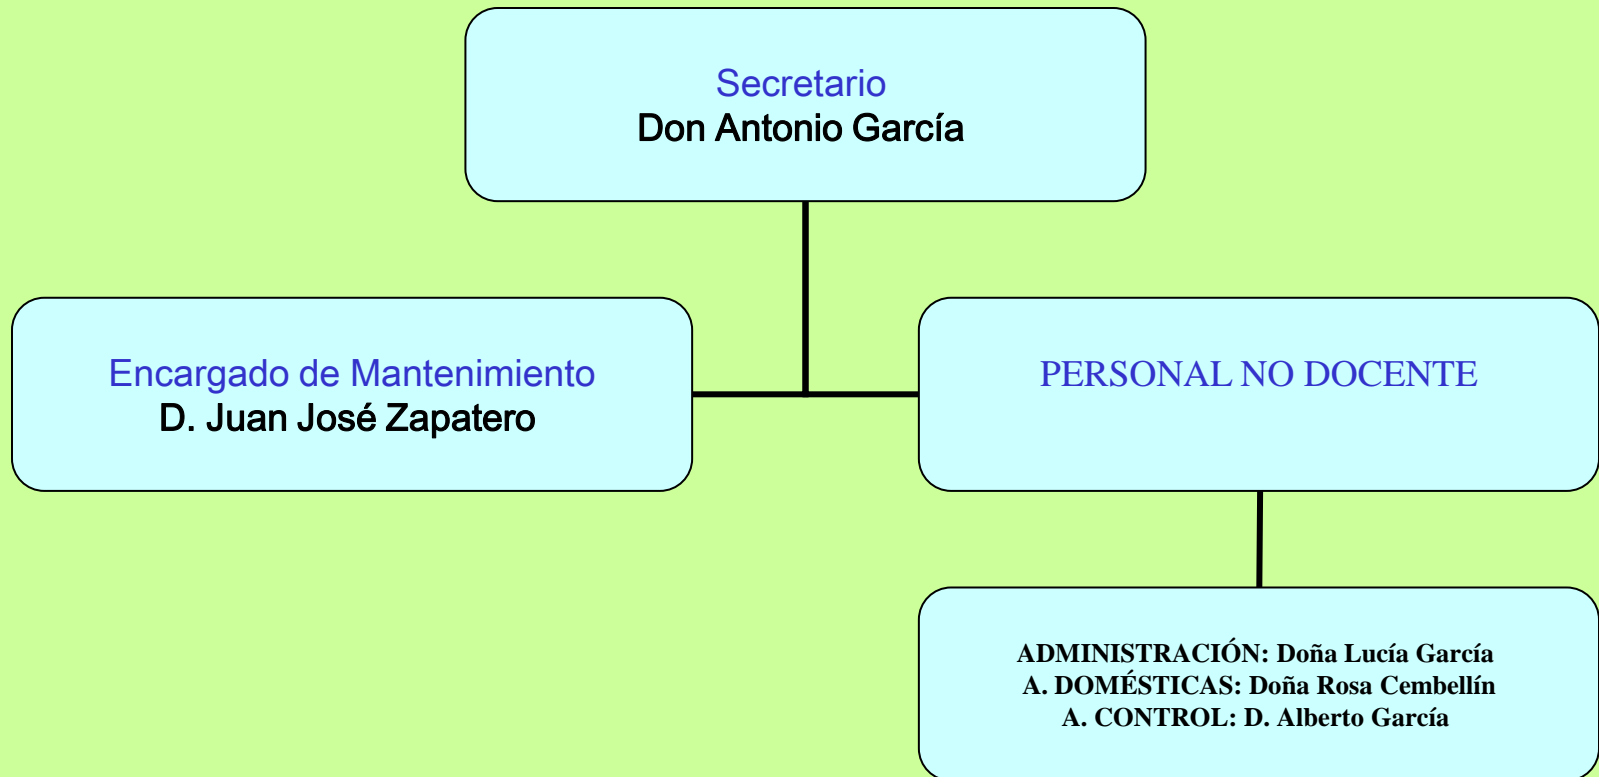 Secretario
Don Antonio García
Encargado de Mantenimiento
D. Juan José Zapatero
PERSONAL NO DOCENTE
ADMINISTRACIÓN: Doña Lucía García
A. DOMÉSTICAS: Doña Rosa Cembellín
A. CONTROL: D. Alberto García